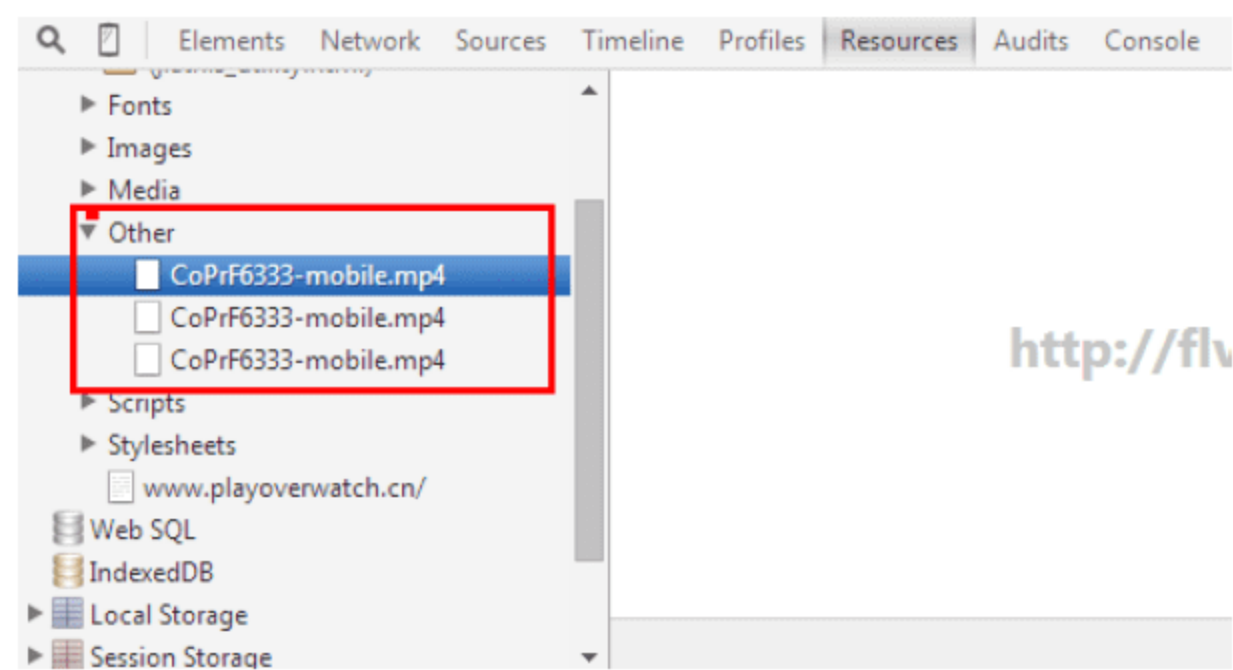 Elements Network Sources Timeline Profiles Resources Audits Console
Fonts
Images
Media
Other
CoPrF6333-mobile.mp4
CoPrF6333-mobile.mp4
CoPrF6333-mobile.mp4
http://flv
Scripts
Stylesheets
www.playoverwatch.cn/
Web SQL
IndexedDB
Local Storage
Session Storage